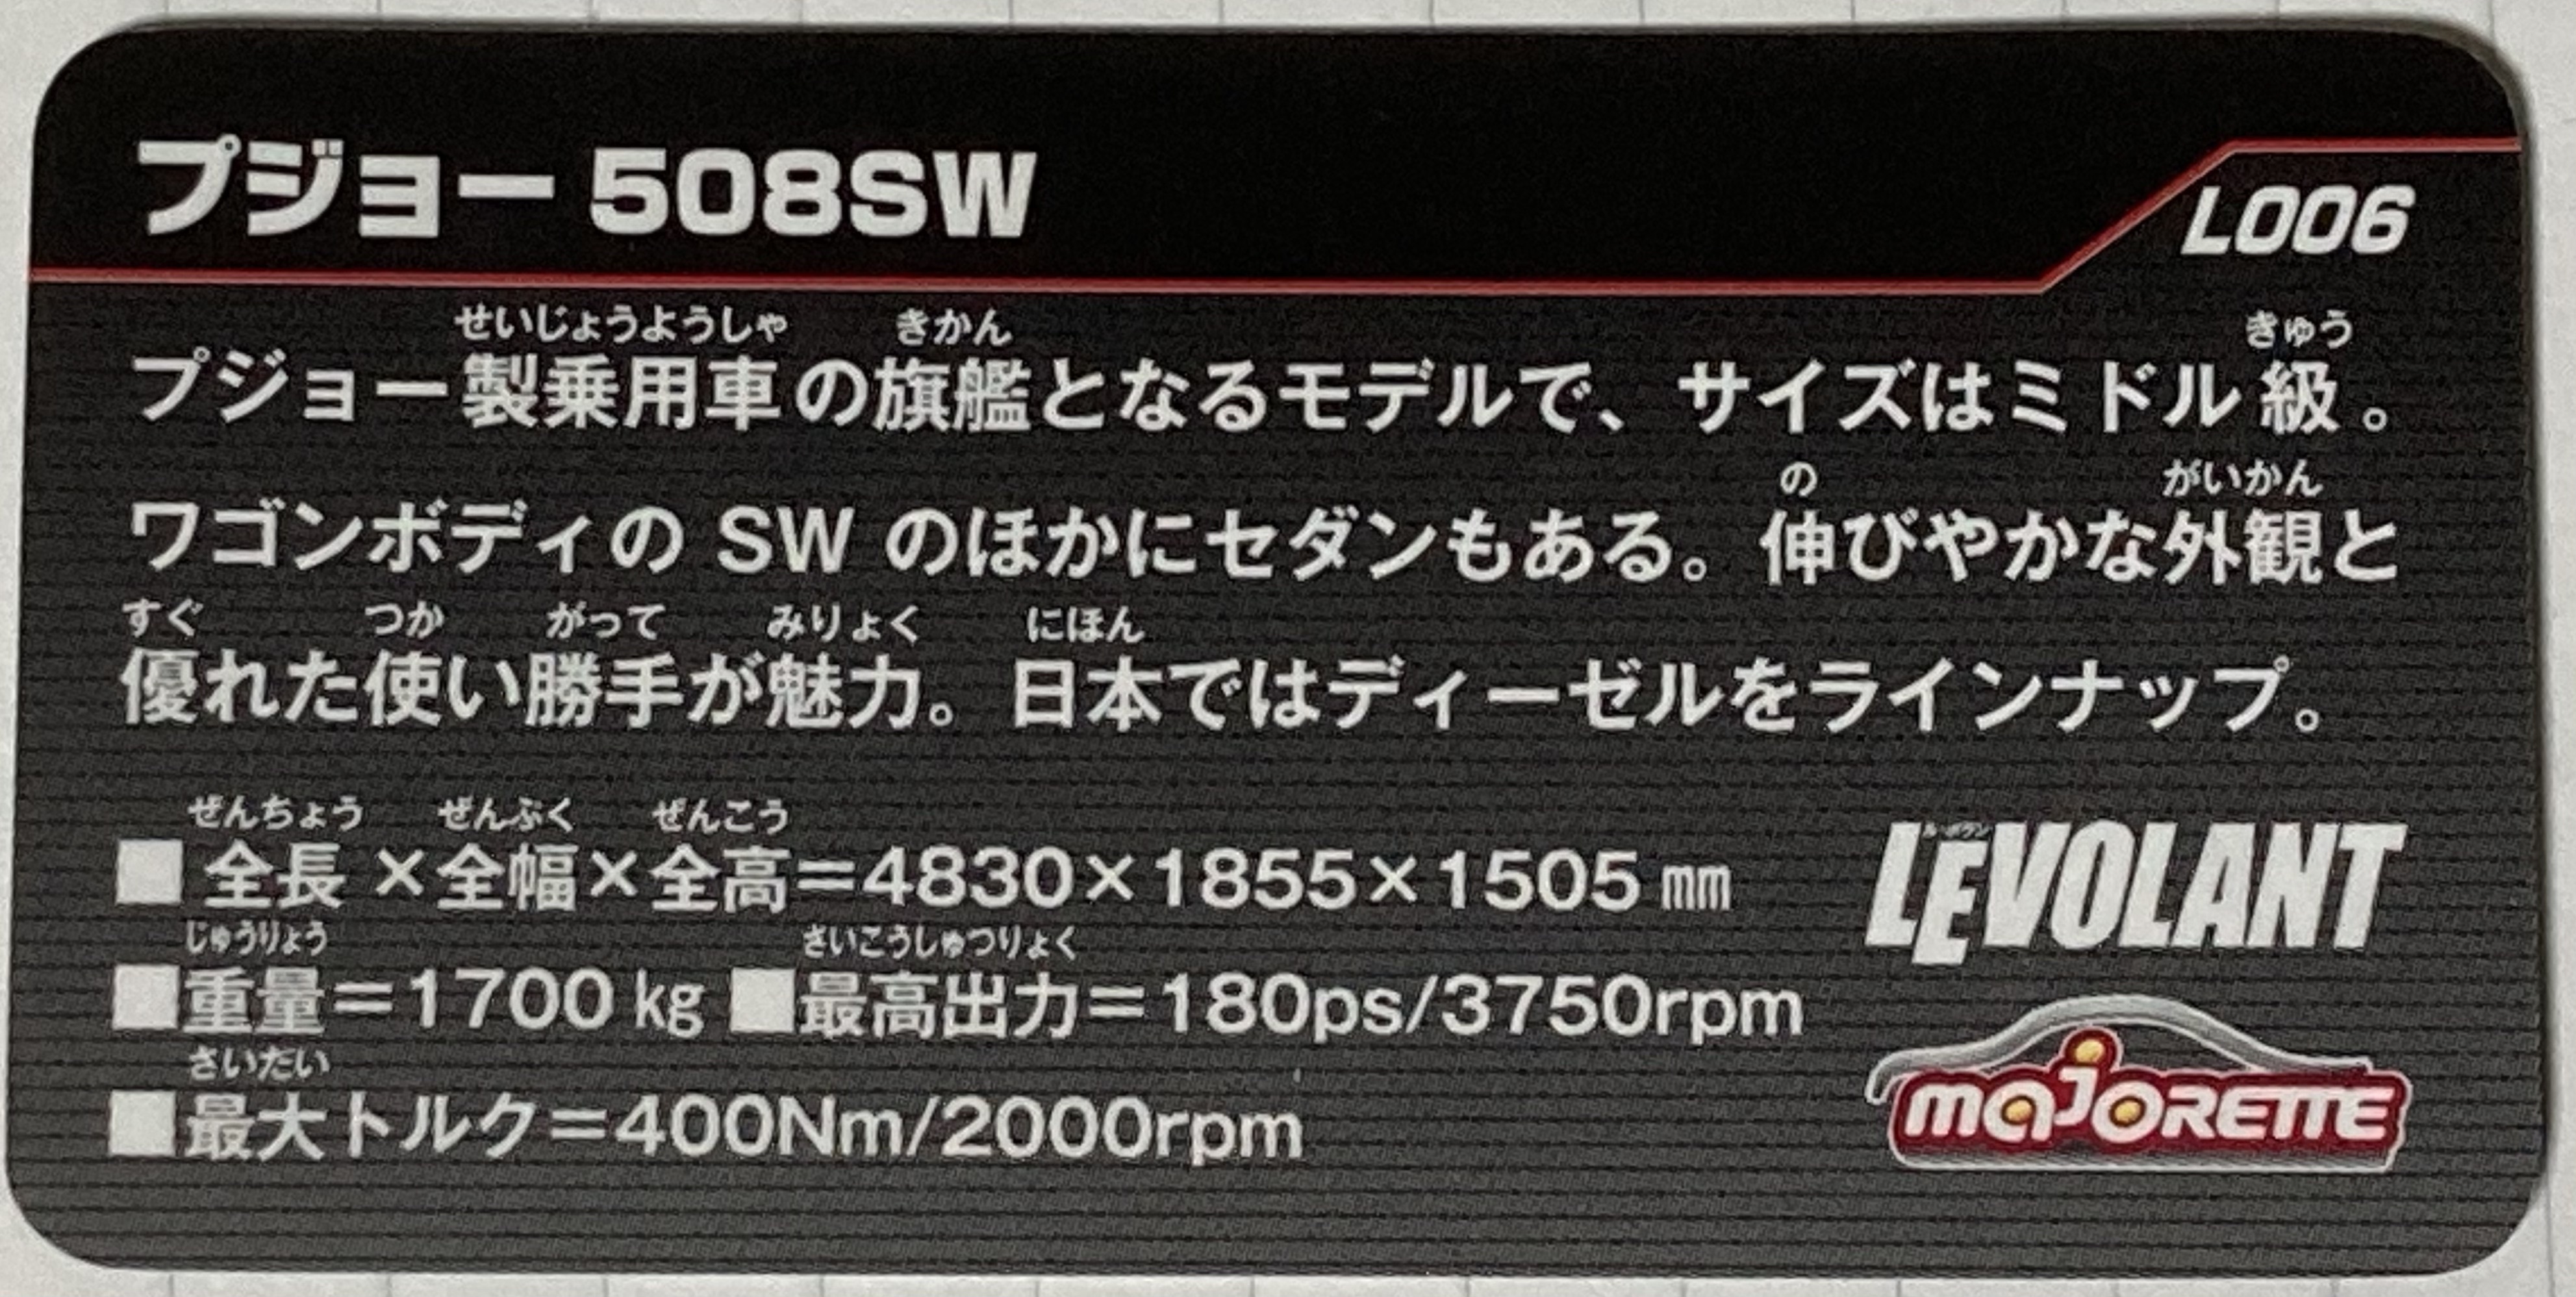 プジョー 508SW
L006
せいじょうようしゃ きかん きゅう
プジョー製乗用車の旗艦となるモデルで、サイズはミドル級。
の がいかん
ワゴンボディの SW のほかにセダンもある。伸びやかな外観と
すぐ つか がって みりょく にほん
優れた使い勝手が魅力。日本ではディーゼルをラインナップ。
ぜんちょう ぜんぷく ぜんこう
■全長×全幅×全高=4830×1855×1505㎜
じゅうりょう さいこうしゅつりょく
■重量=1700㎏ ■最高出力=180ps/3750rpm
さいだい
■最大トルク=400Nm/2000rpm
ル・ボラン
LEVOLANT
majORETTE